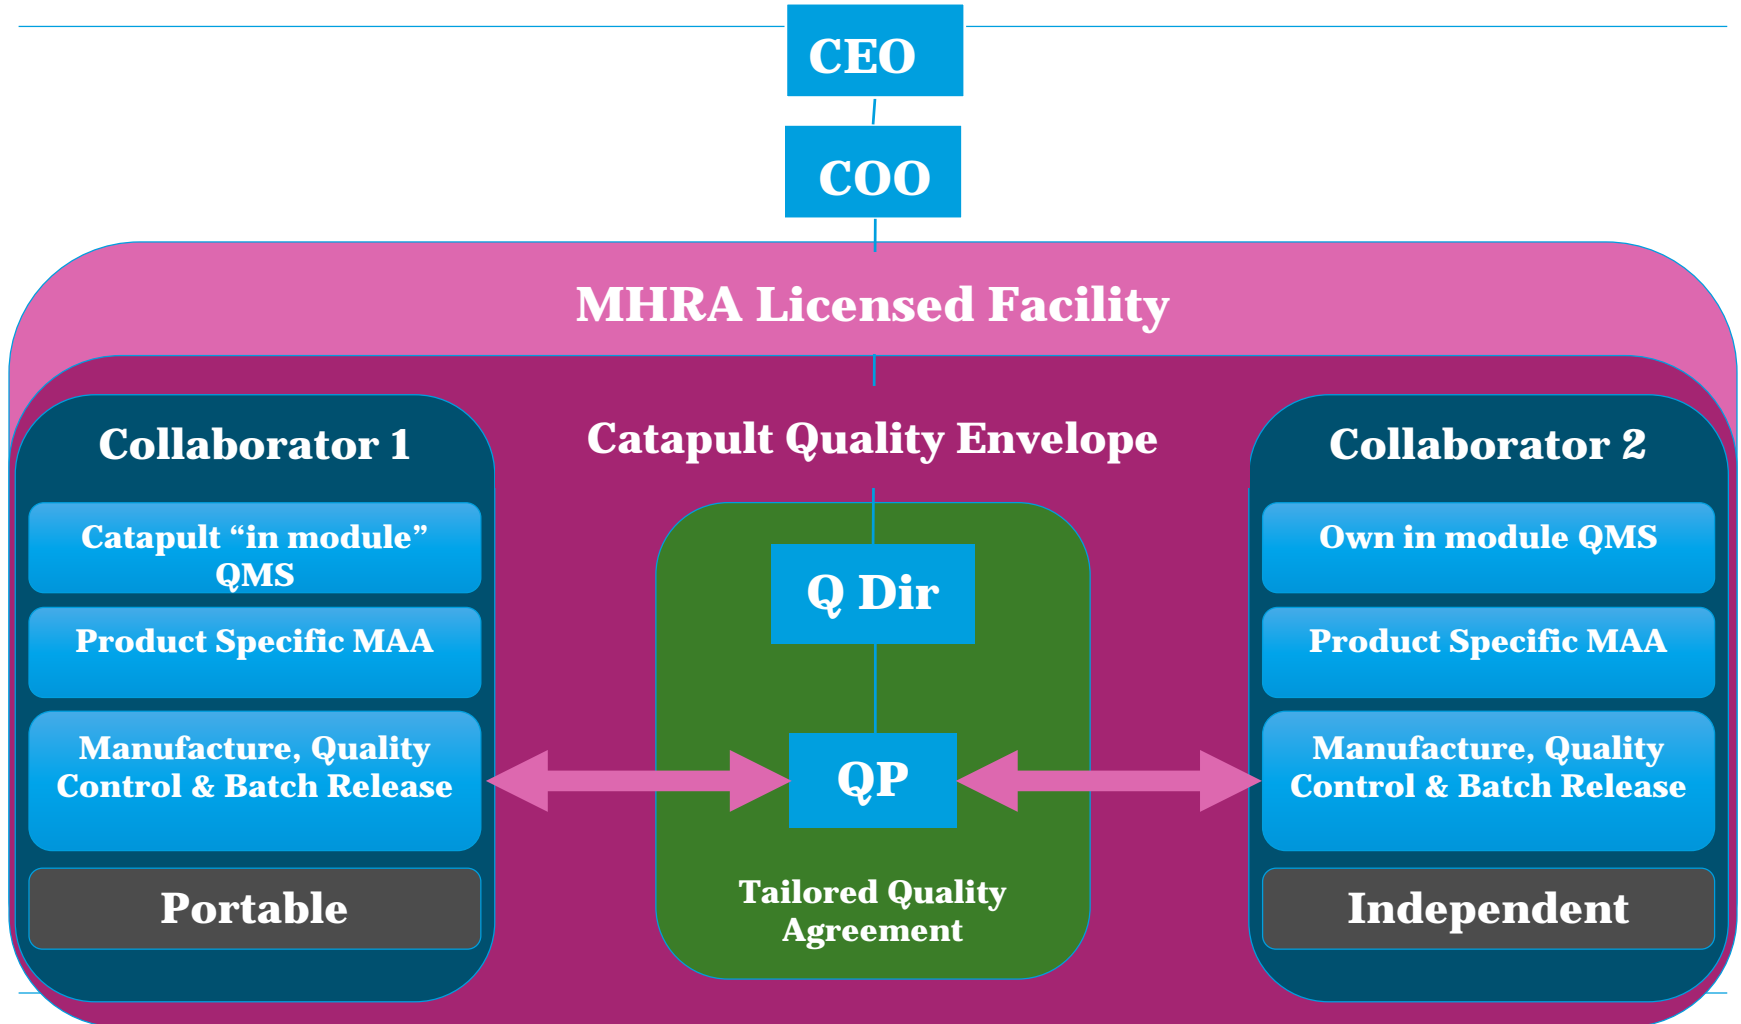 CEO
COO
MHRA Licensed Facility
Catapult Quality Envelope
Collaborator 1
Catapult “in module”
QMS
Product Specific MAA
Manufacture, Quality
Control & Batch Release
Portable
Q Dir
QP
Tailored Quality
Agreement
Collaborator 2
Own in module QMS
Product Specific MAA
Manufacture, Quality
Control & Batch Release
Independent